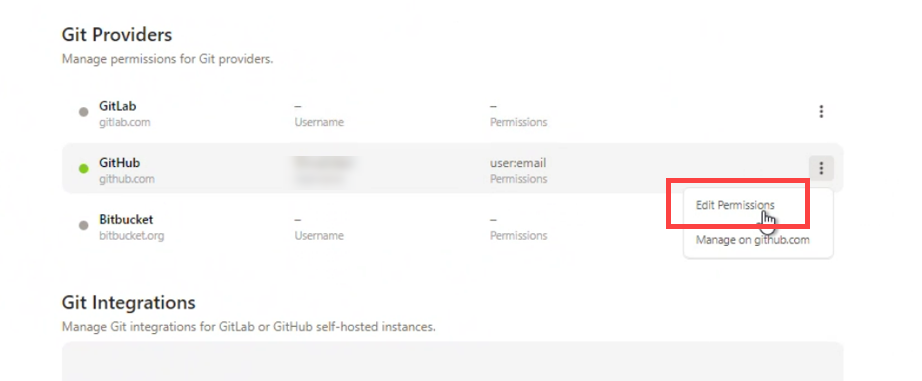 Git Providers
Manage permissions for Git providers.
GitLab – –
gitlab.com Username Permissions
GitHub user:email
github.com Permissions
Edit Permissions
Bitbucket – –
bitbucket.org Username Permissions
Manage on github.com
Git Integrations
Manage Git integrations for GitLab or GitHub self-hosted instances.